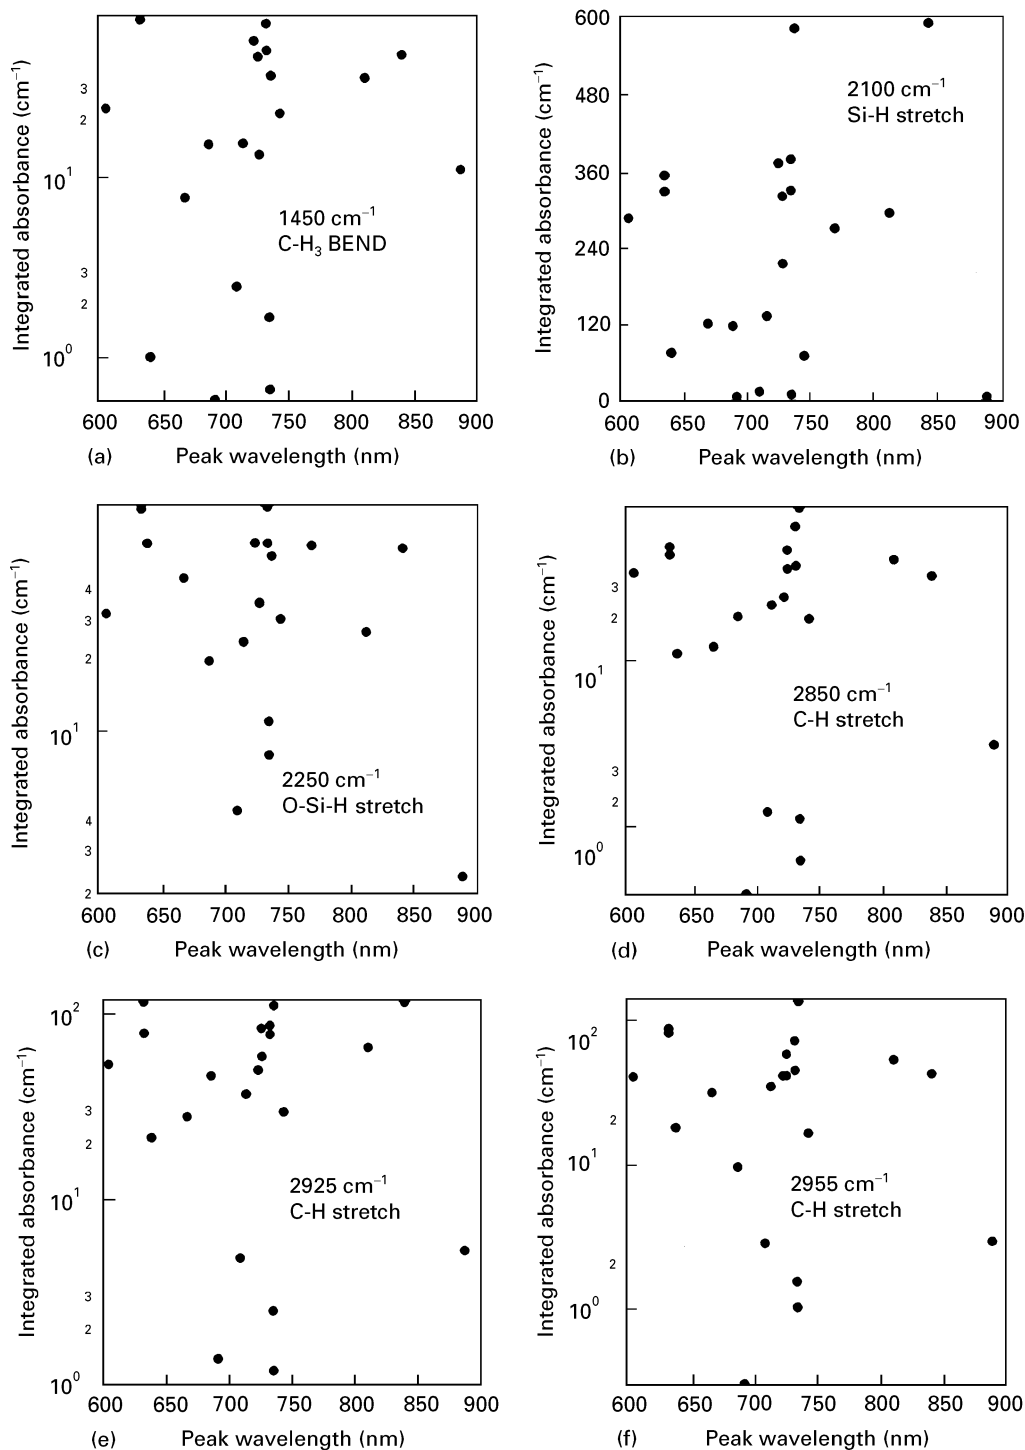 Integrated absorbance (cm⁻¹)
3
2
10¹
3
2
10⁰
1450 cm⁻¹
C-H₃ BEND
600 650 700 750 800 850 900
(a) Peak wavelength (nm)
Integrated absorbance (cm⁻¹)
600
480
360
240
120
0
2100 cm⁻¹
Si-H stretch
600 650 700 750 800 850 900
(b) Peak wavelength (nm)
Integrated absorbance (cm⁻¹)
4
3
2
10¹
4
3
2
2250 cm⁻¹
O-Si-H stretch
600 650 700 750 800 850 900
(c) Peak wavelength (nm)
Integrated absorbance (cm⁻¹)
3
2
10¹
3
2
10⁰
2850 cm⁻¹
C-H stretch
600 650 700 750 800 850 900
(d) Peak wavelength (nm)
Integrated absorbance (cm⁻¹)
10²
3
2
10¹
3
2
10⁰
2925 cm⁻¹
C-H stretch
600 650 700 750 800 850 900
(e) Peak wavelength (nm)
Integrated absorbance (cm⁻¹)
10²
2
10¹
2
10⁰
2955 cm⁻¹
C-H stretch
600 650 700 750 800 850 900
(f) Peak wavelength (nm)